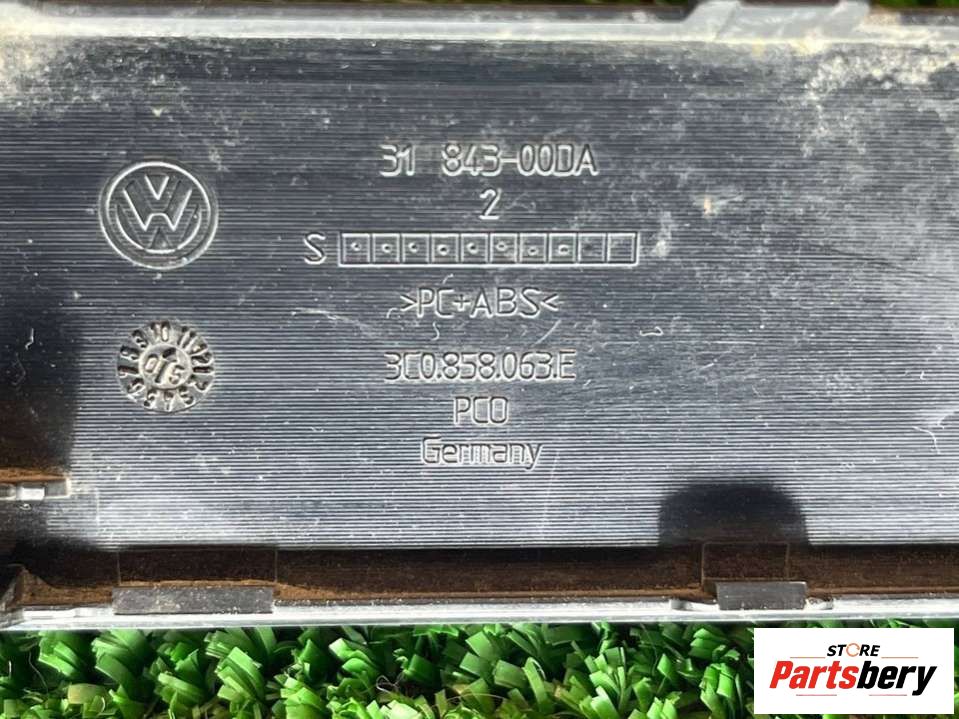 31 843-00DA
2
S
>PC+ABS<
3C0.858.063.E
PCO
Germany
STORE
Partsbery